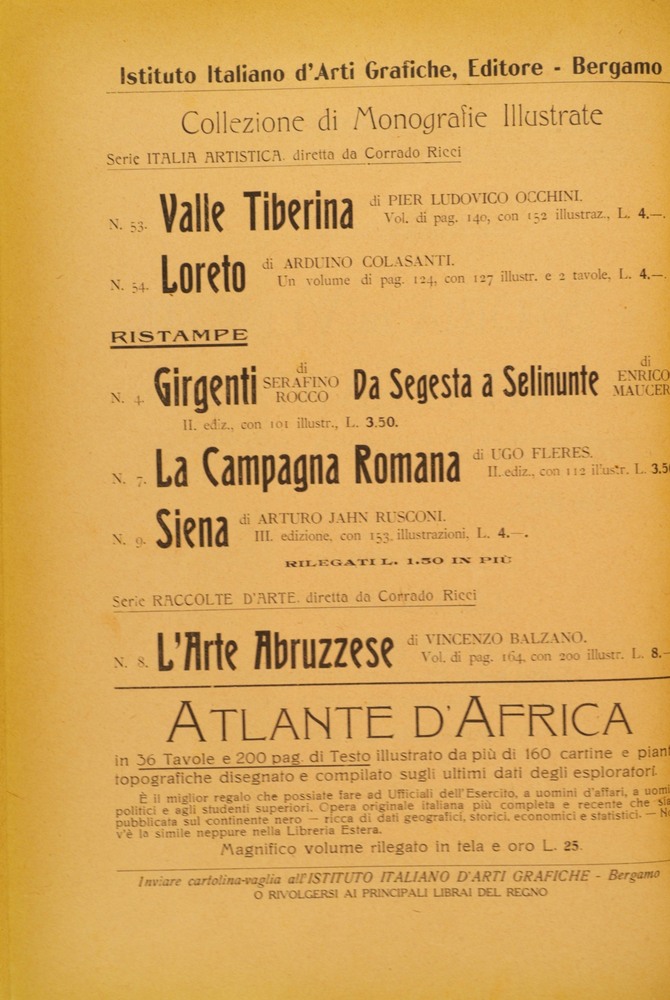 Istituto Italiano d'Arti Grafiche, Editore - Bergamo
Collezione di Monografie Illustrate
Serie ITALIA ARTISTICA. diretta da Corrado Ricci
N. 53. Valle Tiberina di PIER LUDOVICO OCCHINI.
Vol. di pag. 140, con 152 illustraz., L. 4.—.
N. 54. Loreto di ARDUINO COLASANTI.
Un volume di pag. 124, con 127 illustr. e 2 tavole, L. 4.—.
RISTAMPE
N. 4. Girgenti di SERAFINO ROCCO Da Segesta a Selinunte di ENRICO MAUCER
II. ediz., con 101 illustr., L. 3.50.
N. 7. La Campagna Romana di UGO FLERES.
II. ediz., con 112 illustr. L. 3.5
N. 9. Siena di ARTURO JAHN RUSCONI.
III. edizione, con 153 illustrazioni, L. 4.—.
RILEGATI L. 1.50 IN PIÙ
Serie RACCOLTE D'ARTE. diretta da Corrado Ricci
N. 8. L'Arte Abruzzese di VINCENZO BALZANO.
Vol. di pag. 164, con 200 illustr. L. 8.-
ATLANTE D'AFRICA
in 36 Tavole e 200 pag. di Testo illustrato da più di 160 cartine e piant
topografiche disegnato e compilato sugli ultimi dati degli esploratori.
È il miglior regalo che possiate fare ad Ufficiali dell'Esercito, a uomini d'affari, a uomi
politici e agli studenti superiori. Opera originale italiana più completa e recente che sia
pubblicata sul continente nero — ricca di dati geografici, storici, economici e statistici. — No
v'è la simile neppure nella Libreria Estera.
Magnifico volume rilegato in tela e oro L. 25.
Inviare cartolina-vaglia all'ISTITUTO ITALIANO D'ARTI GRAFICHE - Bergamo
O RIVOLGERSI AI PRINCIPALI LIBRAI DEL REGNO